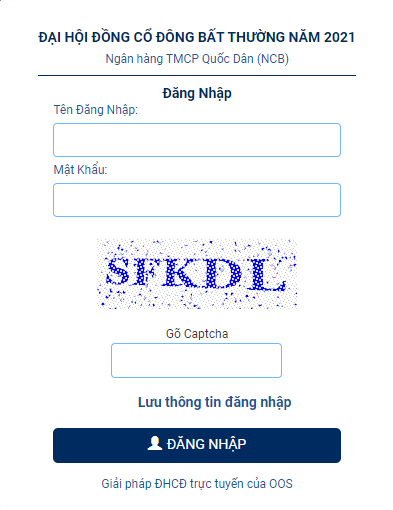 ĐẠI HỘI ĐỒNG CỔ ĐÔNG BẤT THƯỜNG NĂM 2021
Ngân hàng TMCP Quốc Dân (NCB)
Đăng Nhập
Tên Đăng Nhập:
Mật Khẩu:
SFKDL
Gõ Captcha
Lưu thông tin đăng nhập
ĐĂNG NHẬP
Giải pháp ĐHCĐ trực tuyến của OOS